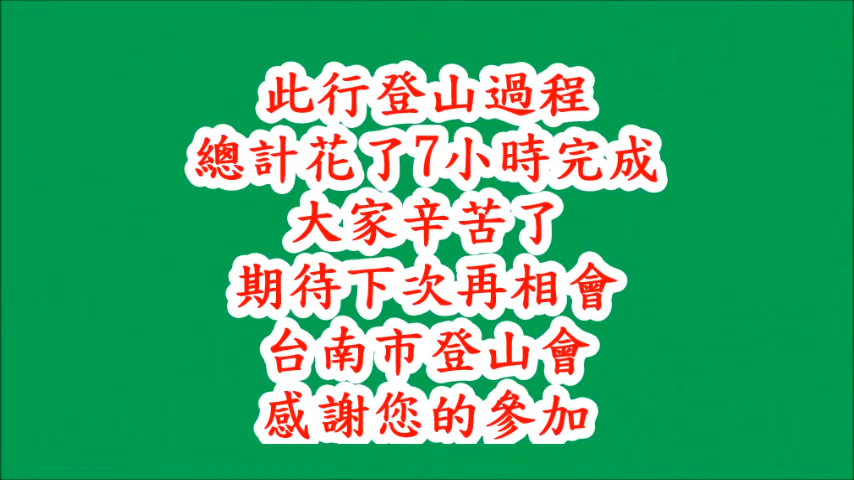 此行登山過程
總計花了7小時完成
大家辛苦了
期待下次再相會
台南市登山會
感謝您的參加